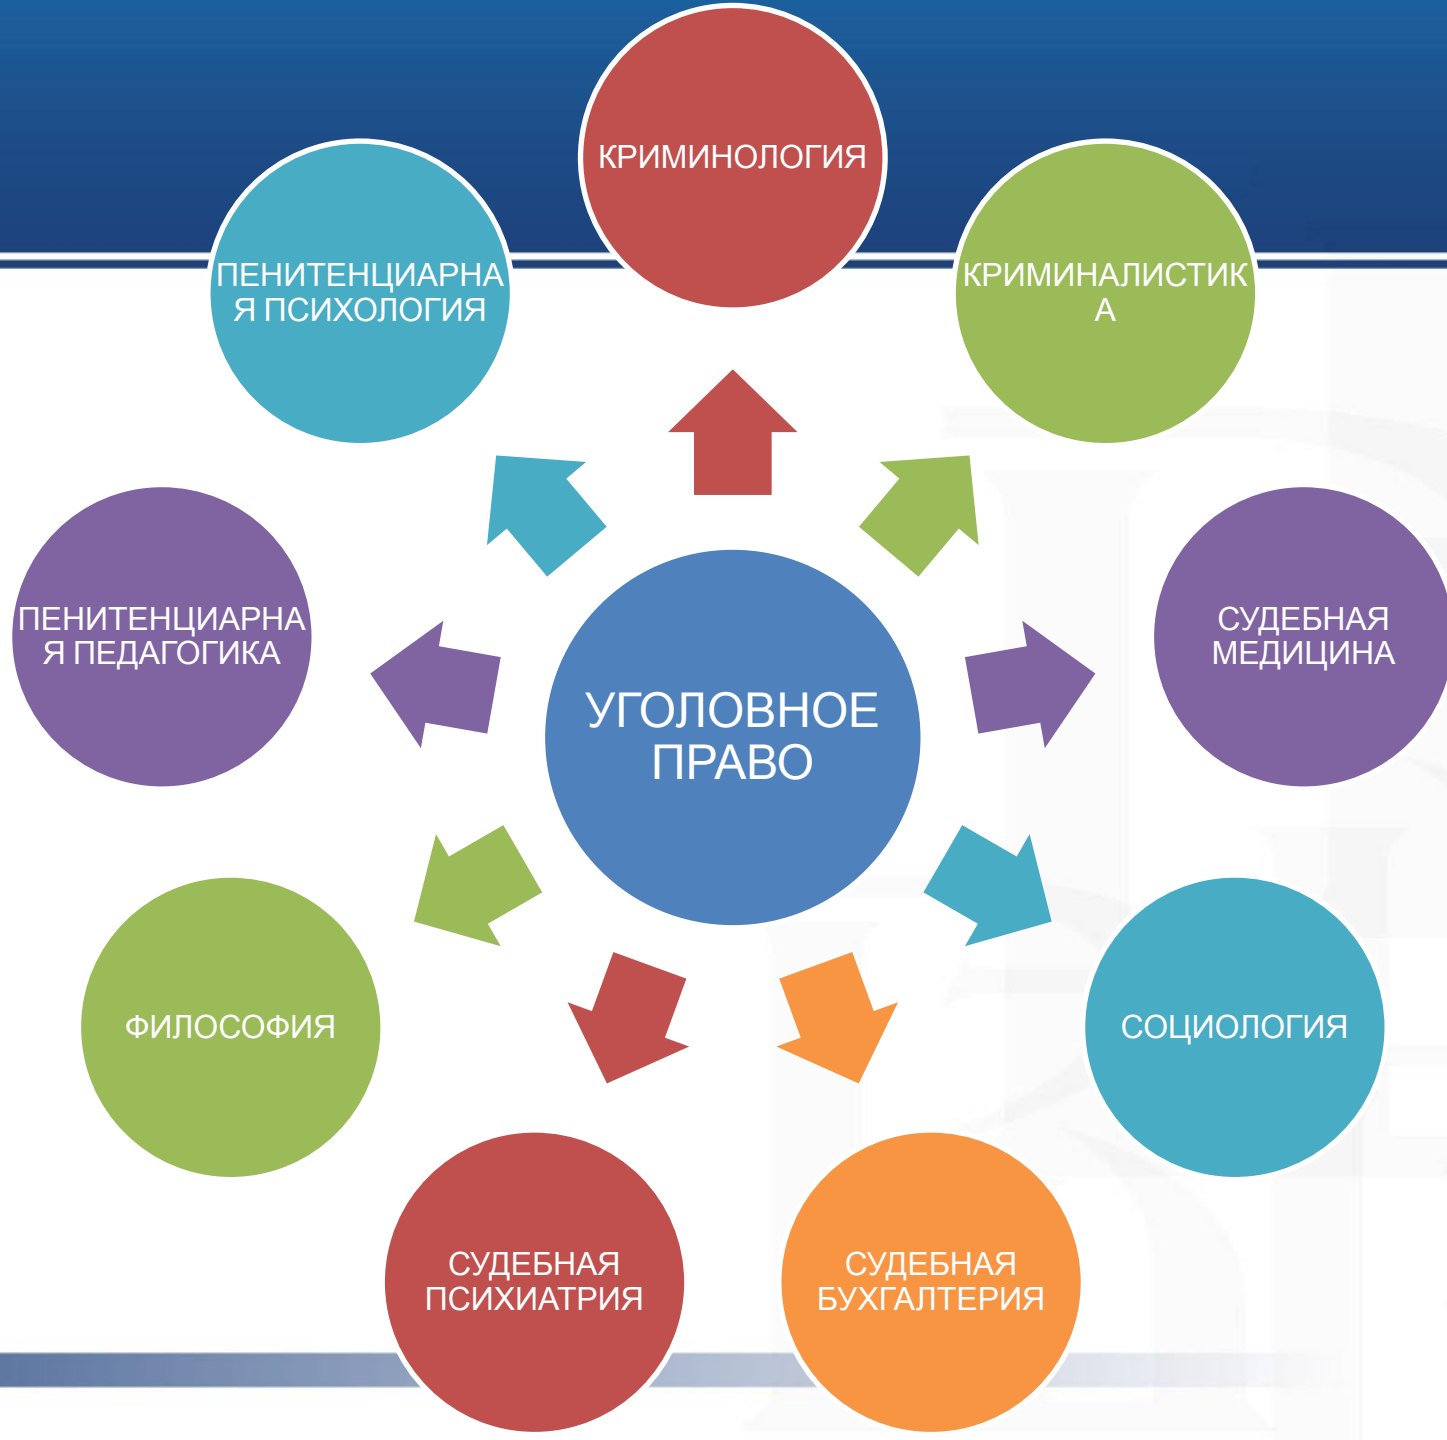 КРИМИНОЛОГИЯ
ПЕНИТЕНЦИАРНА
Я ПСИХОЛОГИЯ
КРИМИНАЛИСТИК
А
ПЕНИТЕНЦИАРНА
Я ПЕДАГОГИКА
СУДЕБНАЯ
МЕДИЦИНА
УГОЛОВНОЕ
ПРАВО
ФИЛОСОФИЯ
СОЦИОЛОГИЯ
СУДЕБНАЯ
ПСИХИАТРИЯ
СУДЕБНАЯ
БУХГАЛТЕРИЯ